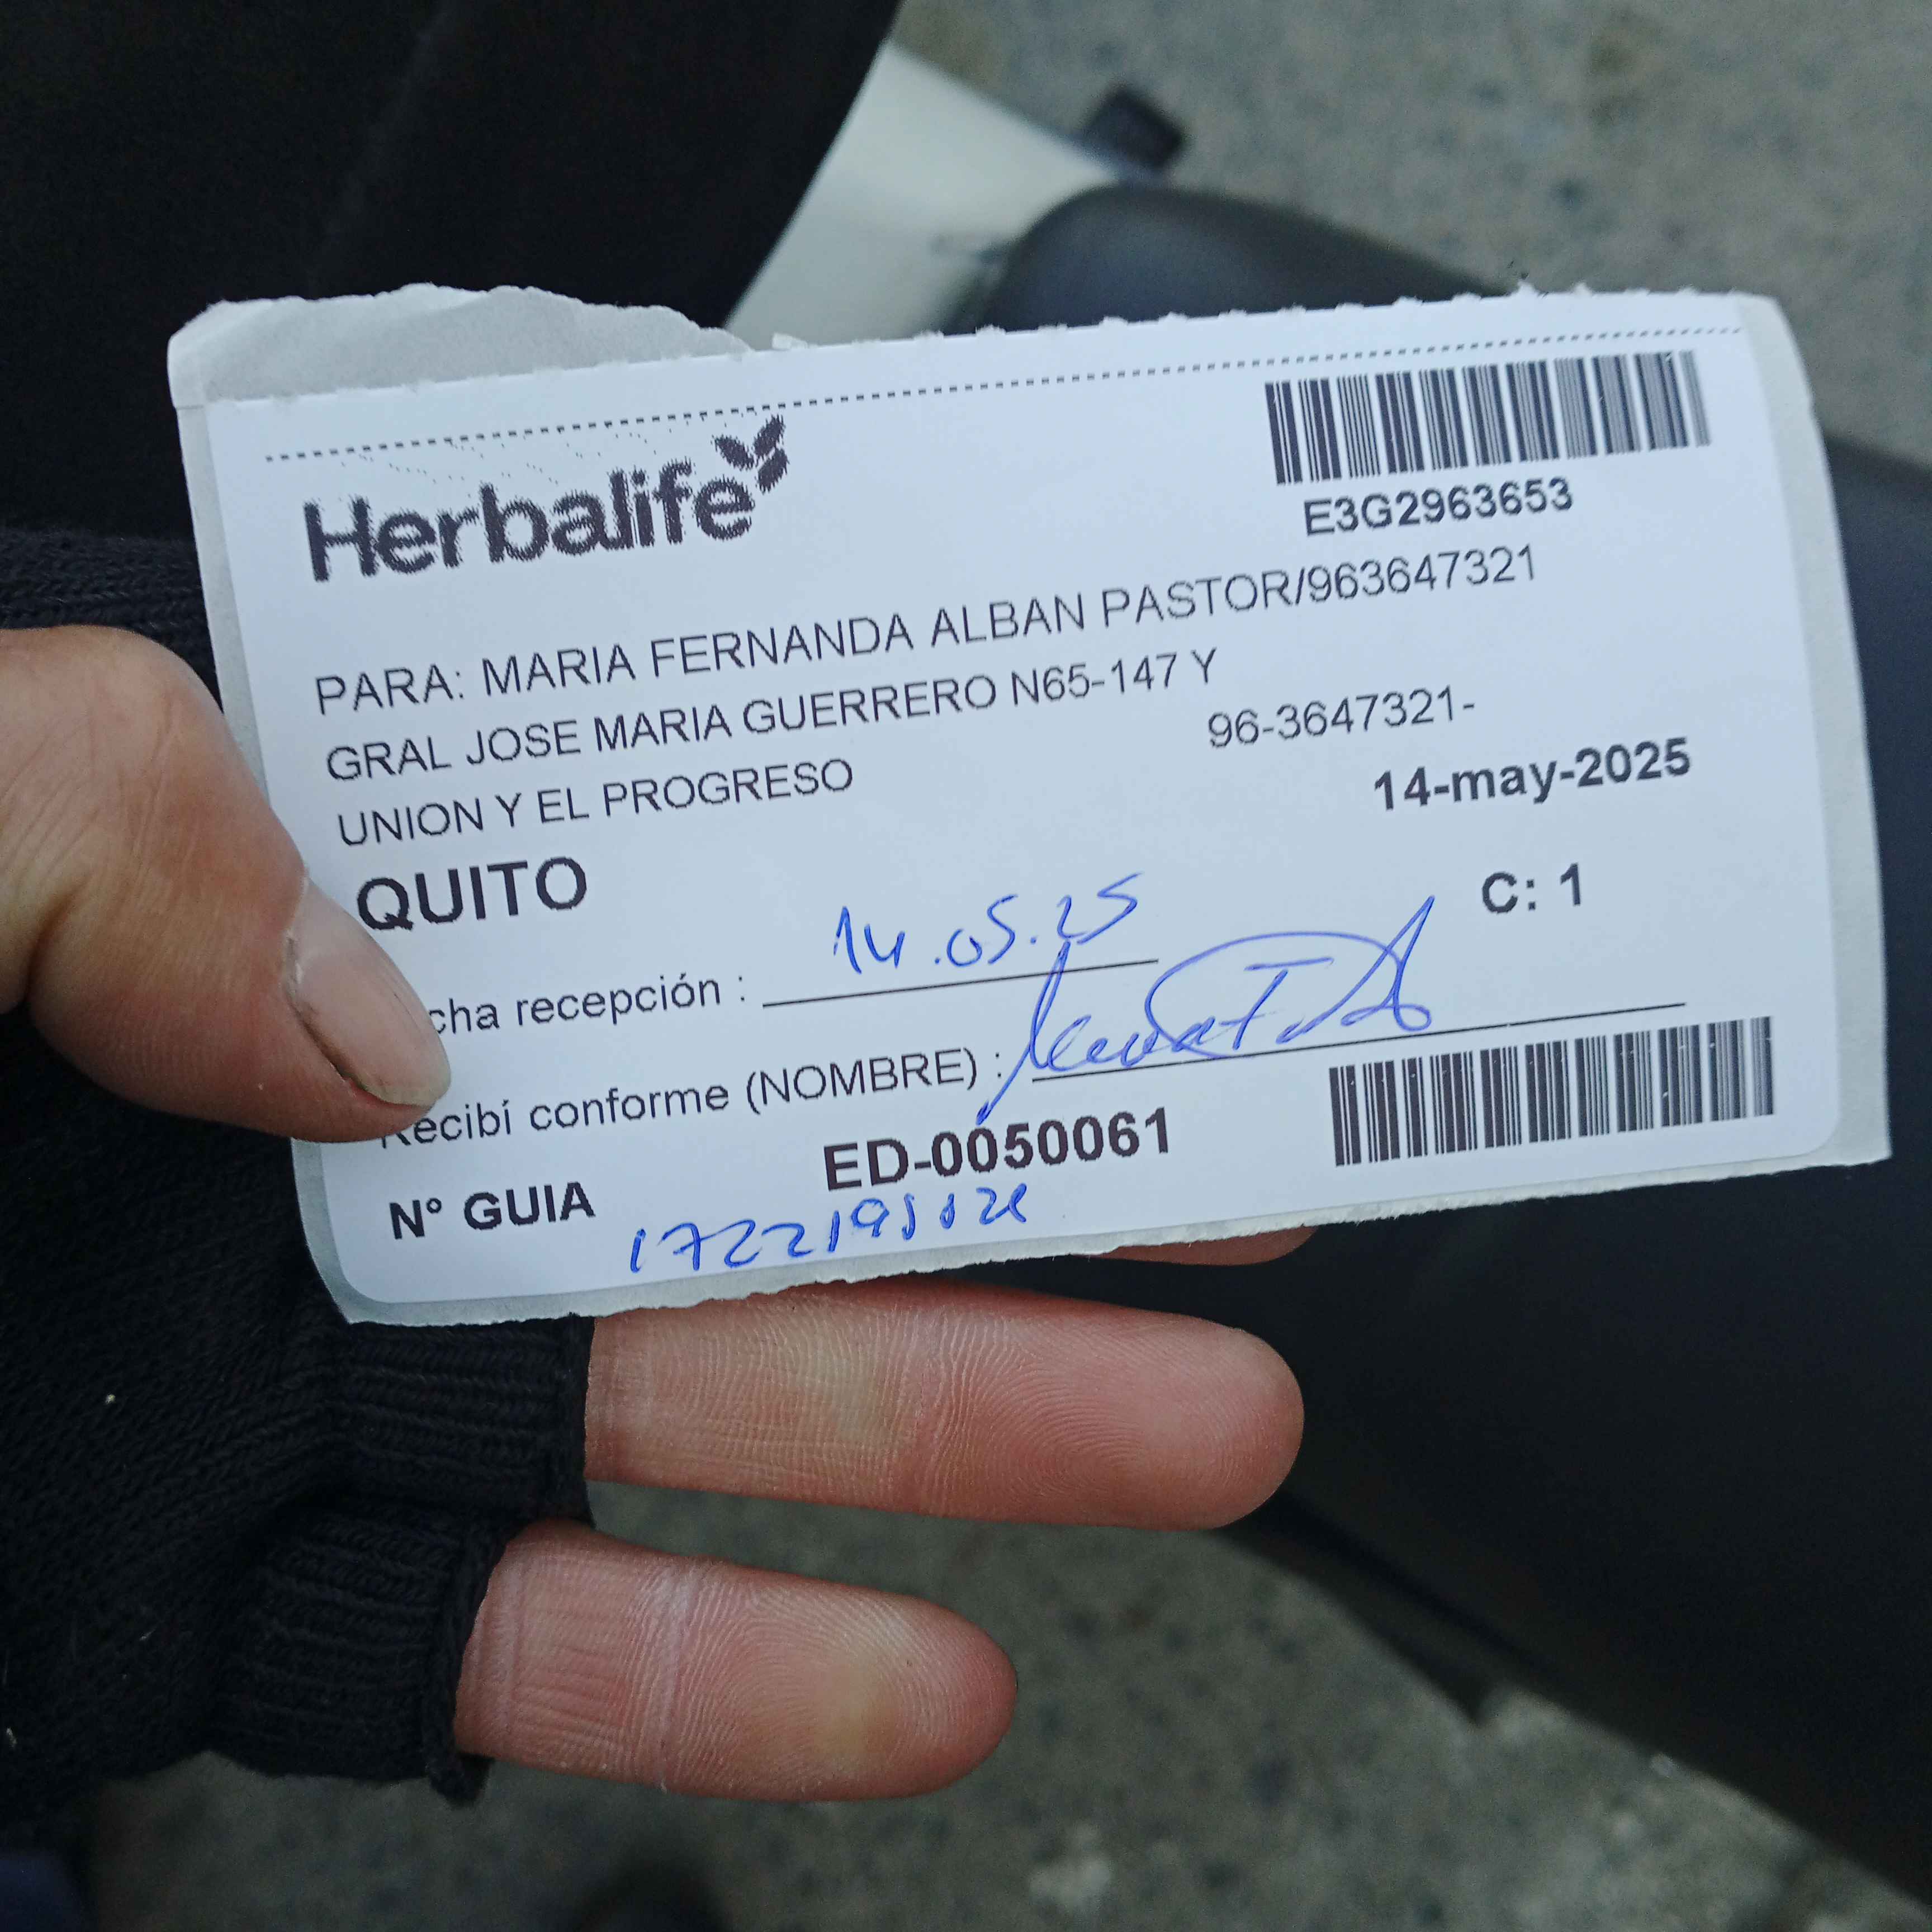 Herbalife
E3G2963653
PARA: MARIA FERNANDA ALBAN PASTOR/963647321
GRAL JOSE MARIA GUERRERO N65-147 Y
UNION Y EL PROGRESO
96-3647321-
14-may-2025
QUITO
C: 1
cha recepción : 14.05.25
Recibí conforme (NOMBRE) :
N° GUIA ED-0050061